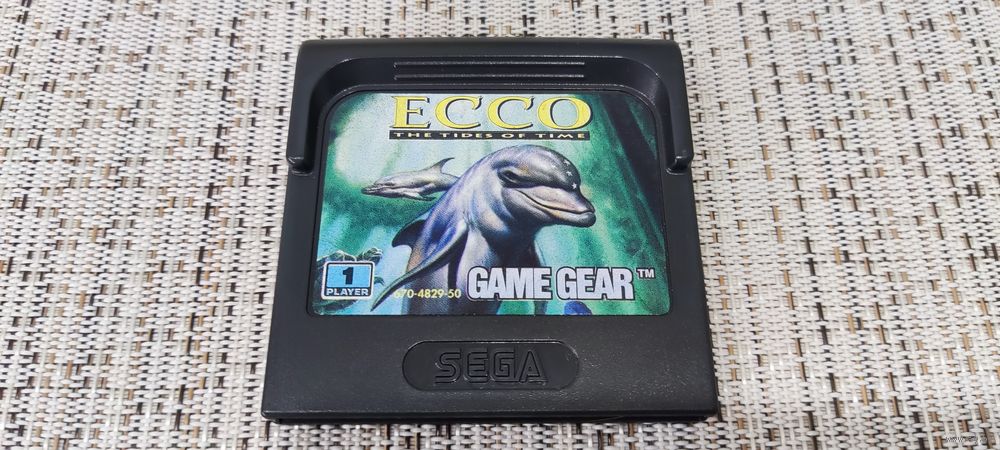 ECCO
THE TIDES OF TIME
1
PLAYER
670-4829-50
GAME GEAR™
SEGA